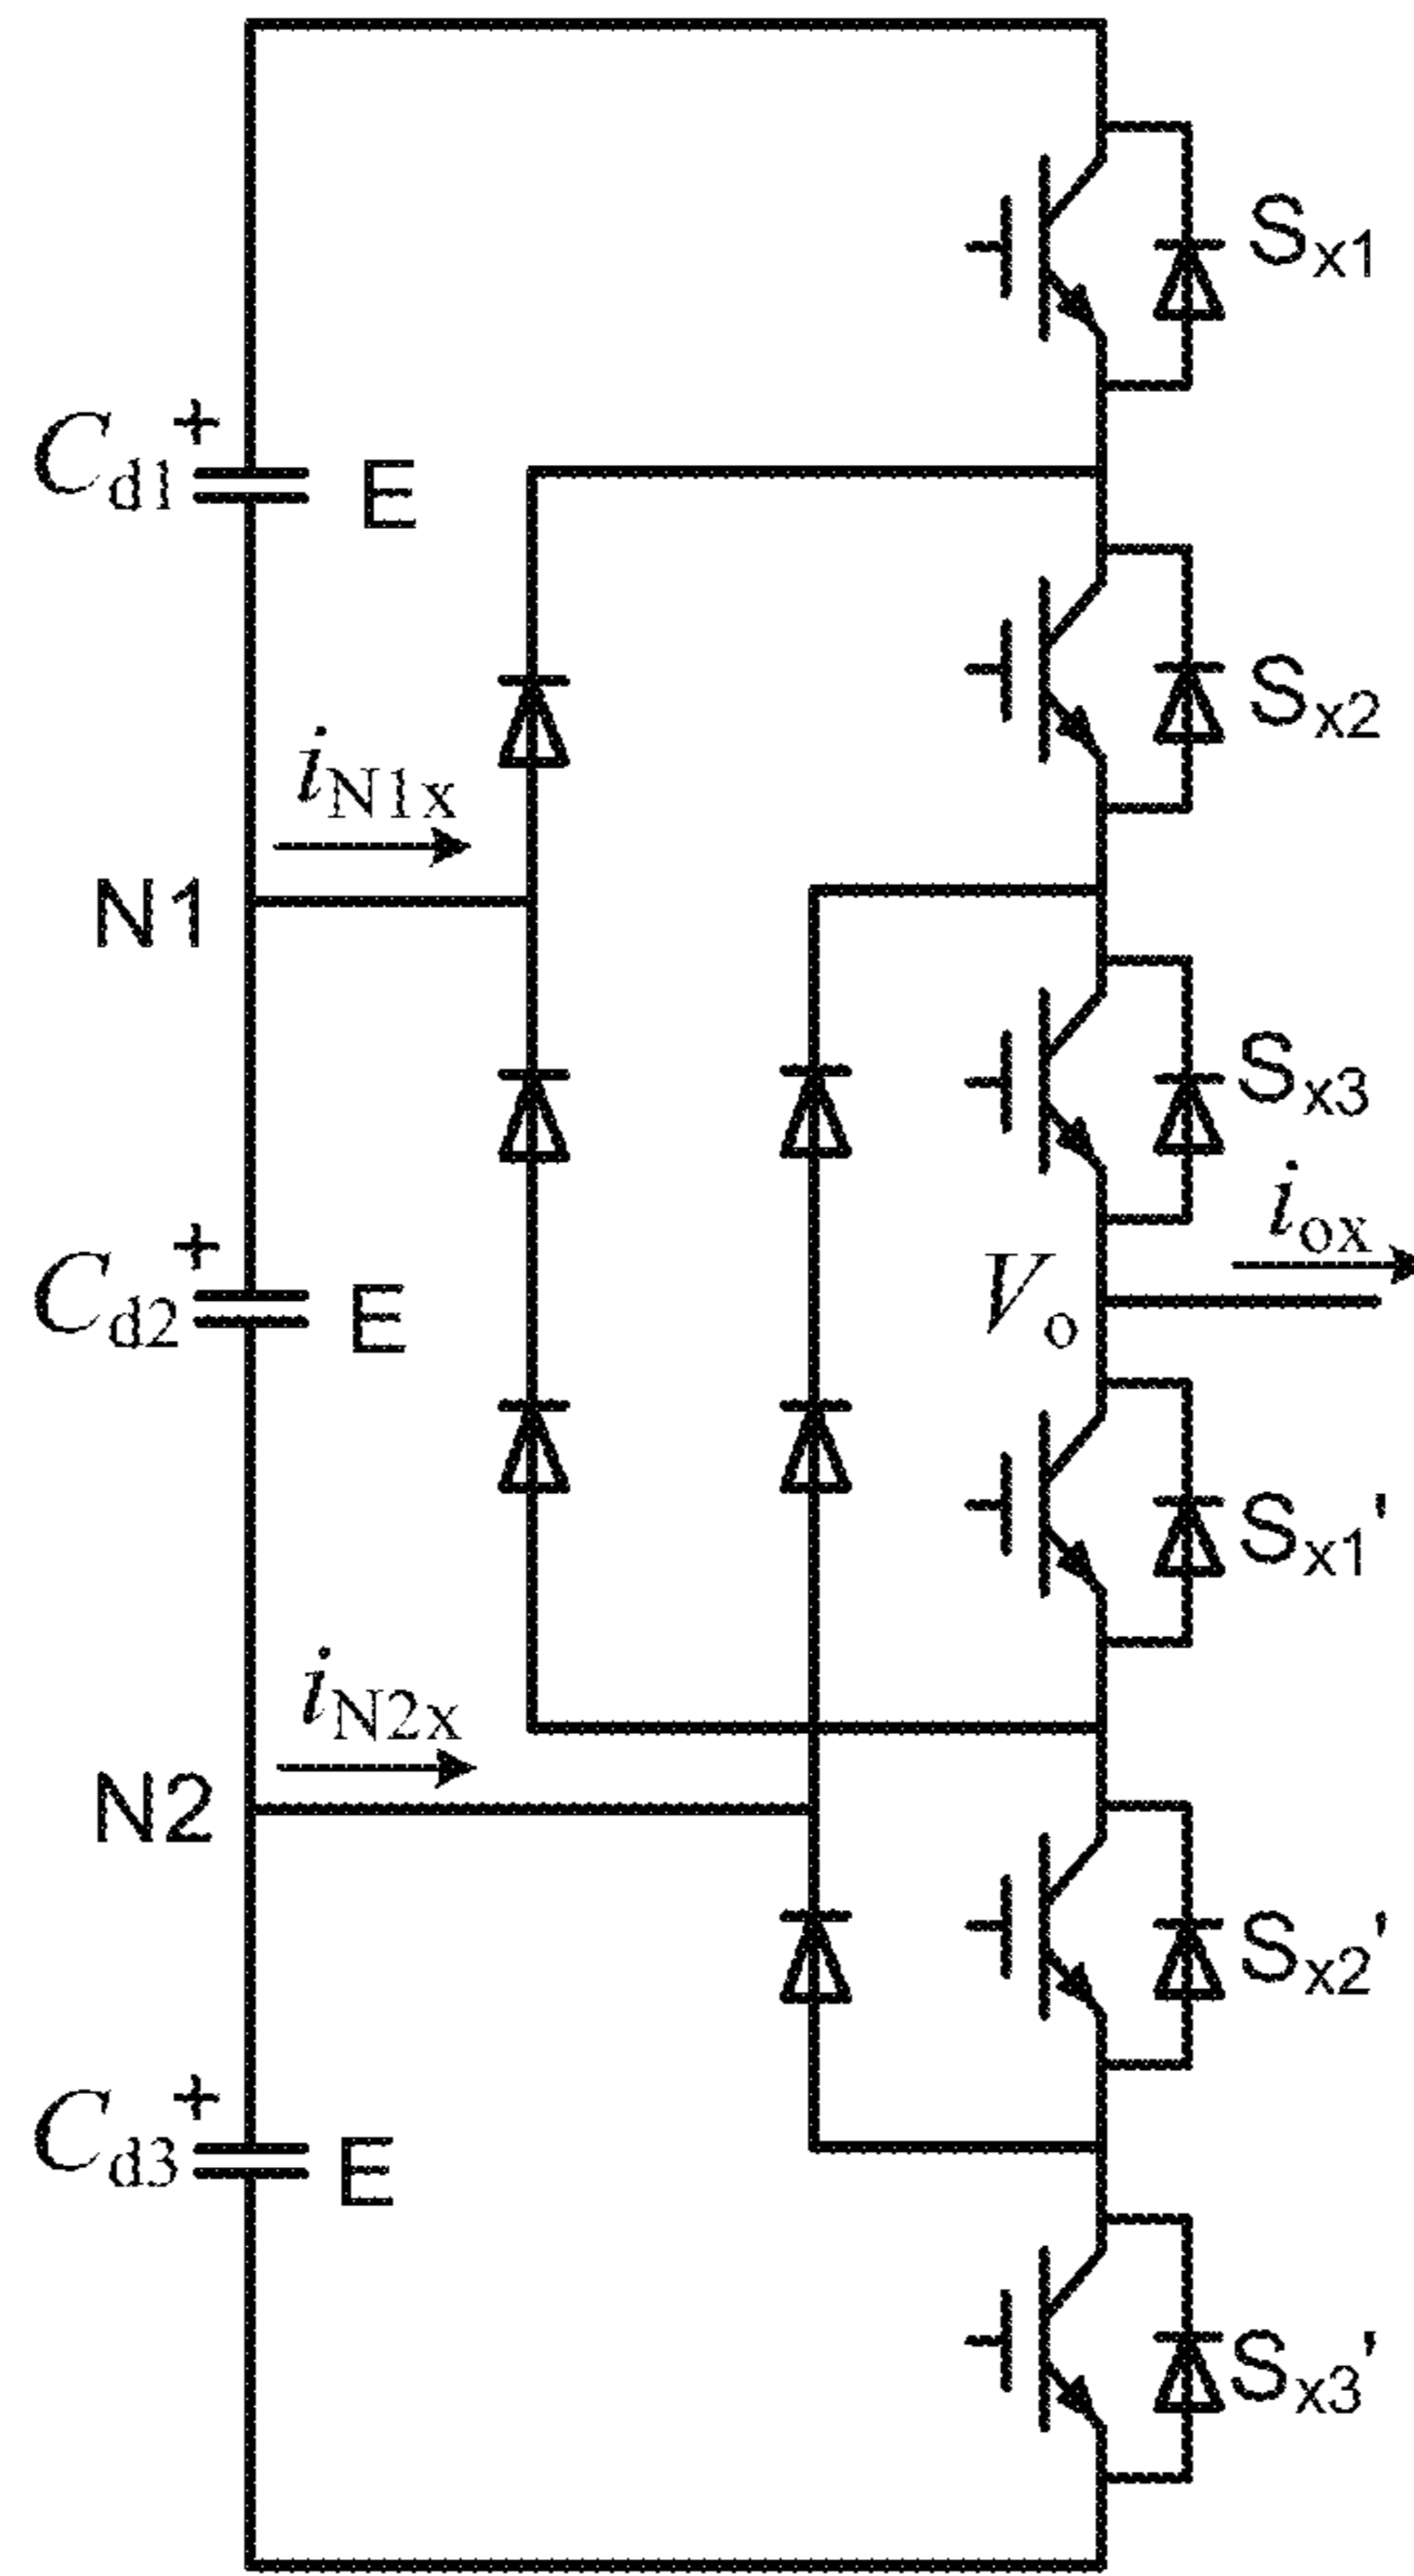 Sx1
Cd1
+
E
Sx2
iN1x
N1
Sx3
iox
Cd2
+
E
Vo
Sx1'
iN2x
N2
Sx2'
Cd3
+
E
Sx3'